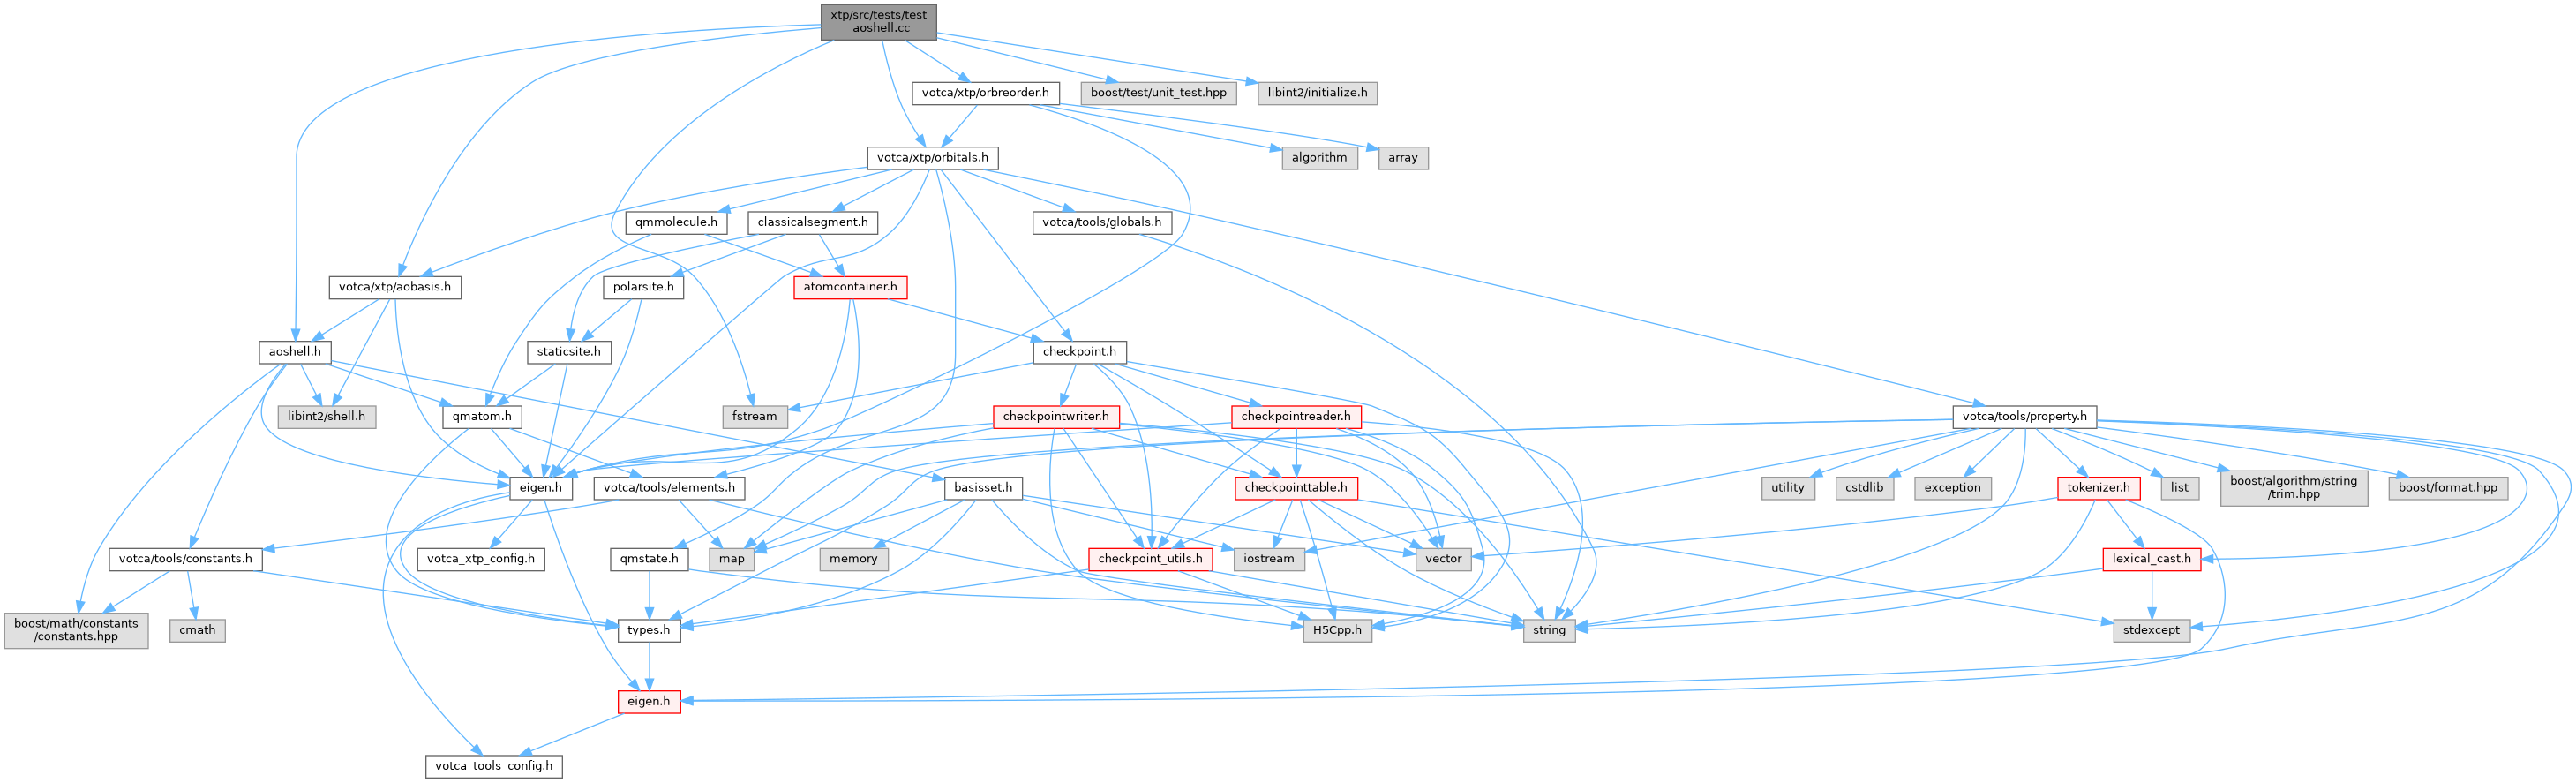 xtp/src/tests/test
_aoshell.cc
votca/xtp/orbreorder.h
boost/test/unit_test.hpp
libint2/initialize.h
votca/xtp/orbitals.h
algorithm
array
qmmolecule.h
classicalsegment.h
votca/tools/globals.h
votca/xtp/aobasis.h
polarsite.h
atomcontainer.h
aoshell.h
staticsite.h
checkpoint.h
libint2/shell.h
qmatom.h
fstream
checkpointwriter.h
checkpointreader.h
votca/tools/property.h
eigen.h
votca/tools/elements.h
basisset.h
checkpointtable.h
utility
cstdlib
exception
tokenizer.h
list
boost/algorithm/string
/trim.hpp
boost/format.hpp
votca/tools/constants.h
votca_xtp_config.h
qmstate.h
map
memory
checkpoint_utils.h
iostream
vector
lexical_cast.h
boost/math/constants
/constants.hpp
cmath
types.h
H5Cpp.h
string
stdexcept
eigen.h
votca_tools_config.h